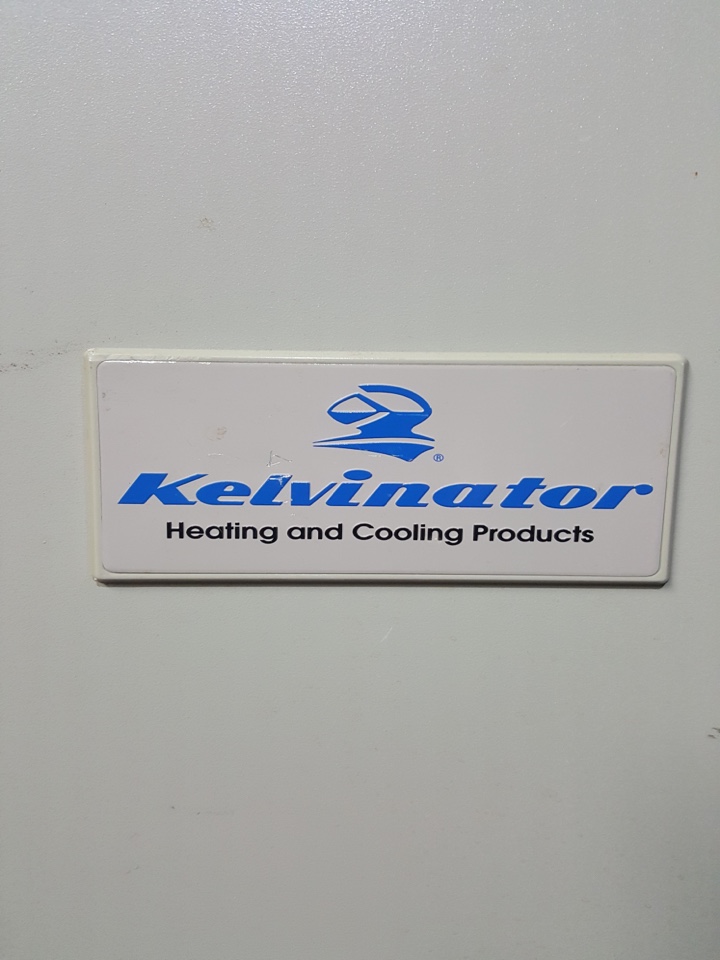 ®
Kelvinator
Heating and Cooling Products